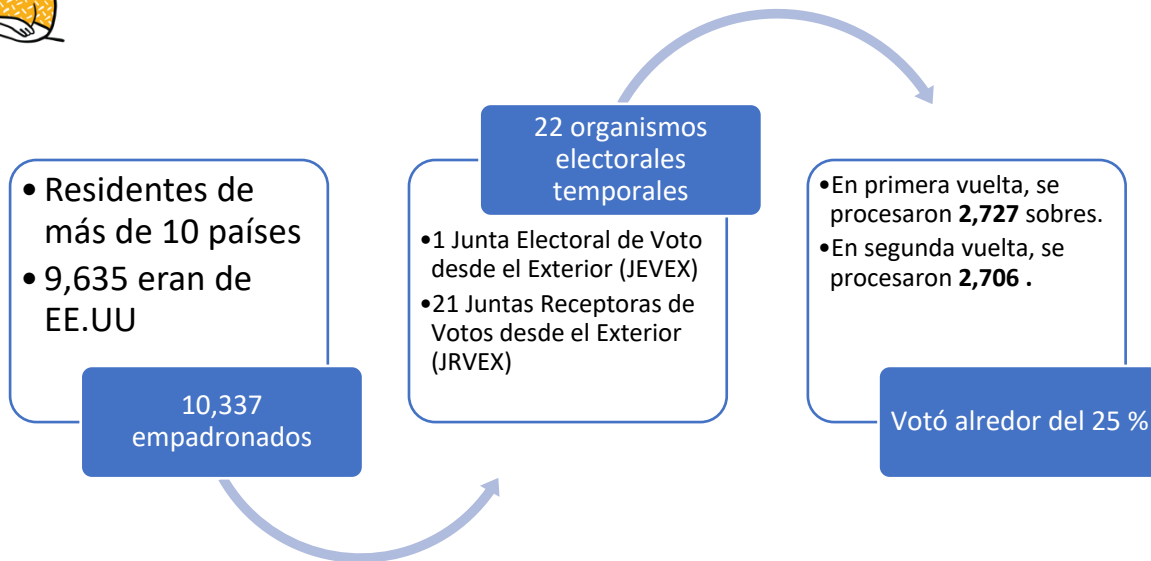 • Residentes de
más de 10 países
• 9,635 eran de
EE.UU
10,337
empadronados
22 organismos
electorales
temporales
•1 Junta Electoral de Voto
desde el Exterior (JEVEX)
•21 Juntas Receptoras de
Votos desde el Exterior
(JRVEX)
•En primera vuelta, se
procesaron 2,727 sobres.
•En segunda vuelta, se
procesaron 2,706 .
Votó alredor del 25 %